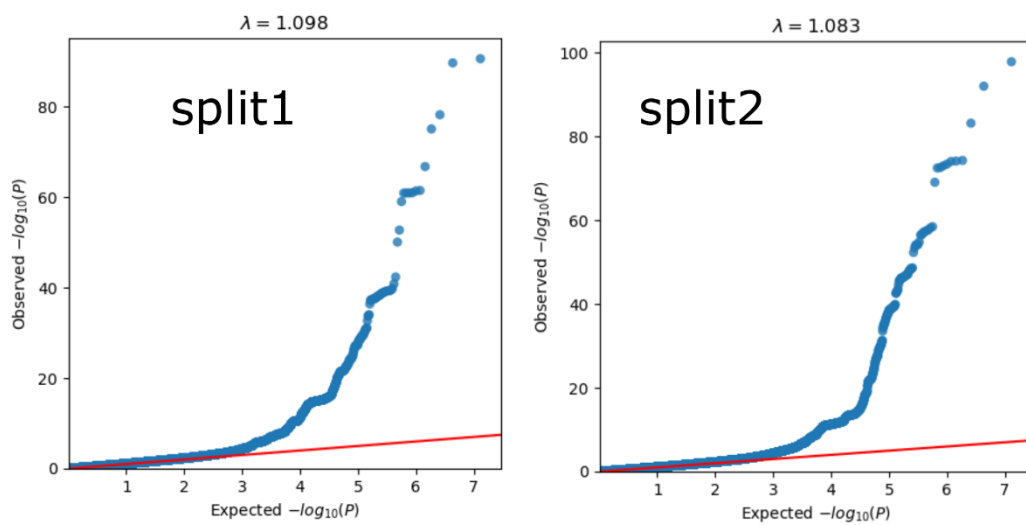 λ = 1.098
split1
Observed −log₁₀(P)
80
60
40
20
0
1 2 3 4 5 6 7
Expected −log₁₀(P)
λ = 1.083
split2
Observed −log₁₀(P)
100
80
60
40
20
0
1 2 3 4 5 6 7
Expected −log₁₀(P)